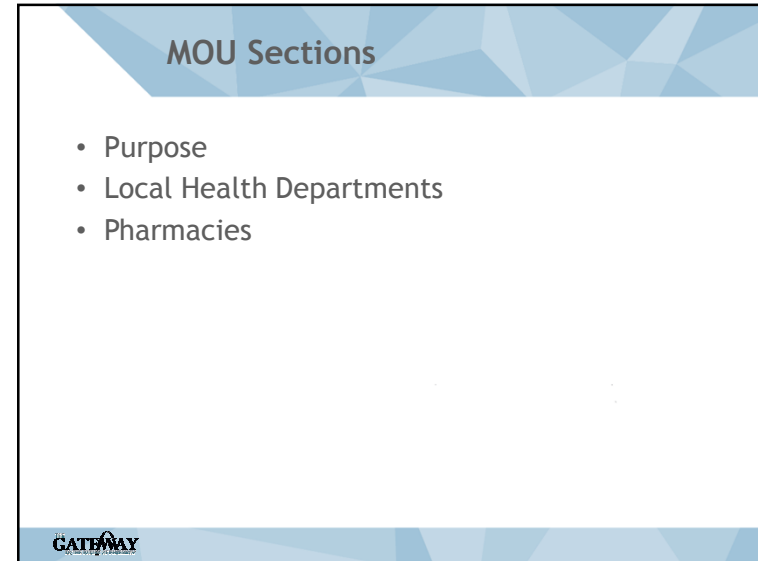 MOU Sections
• Purpose
• Local Health Departments
• Pharmacies
GATEWAY